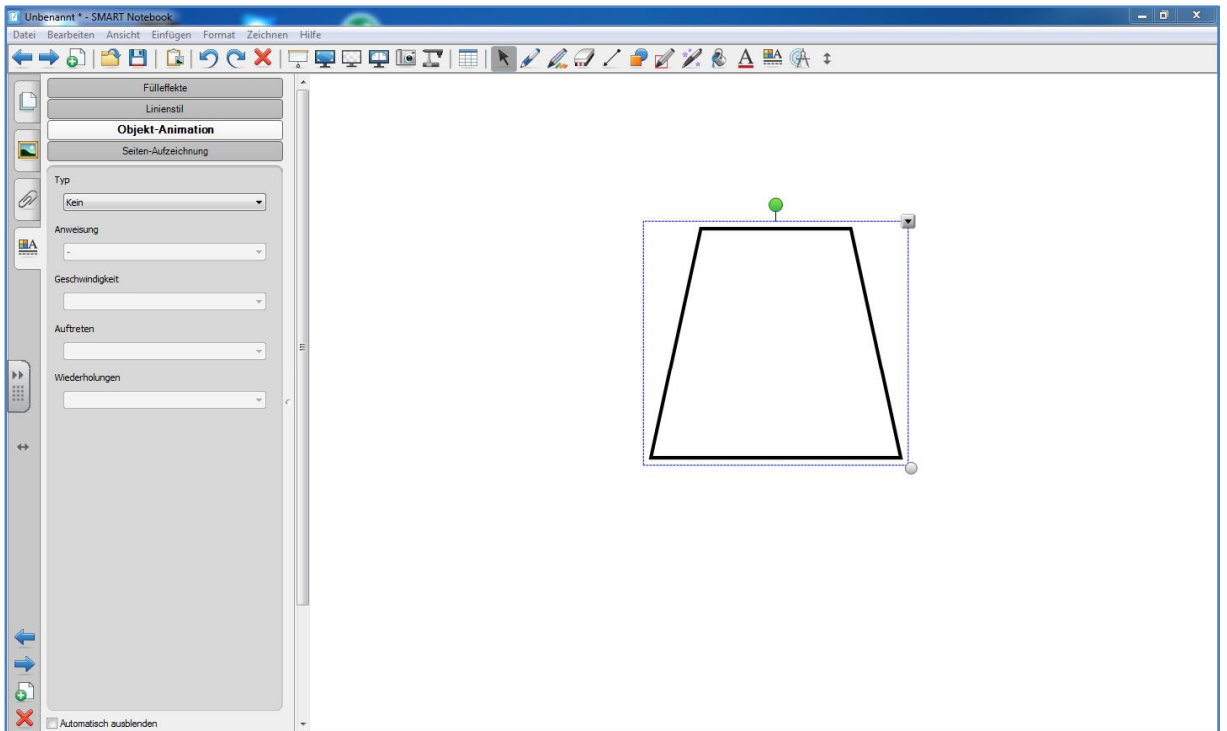 Unbenannt * - SMART Notebook
Datei Bearbeiten Ansicht Einfügen Format Zeichnen Hilfe
Fülleffekte
Linienstil
Objekt-Animation
Seiten-Aufzeichnung
Typ
Kein
Anweisung
-
Geschwindigkeit
Auftreten
Wiederholungen
Automatisch ausblenden